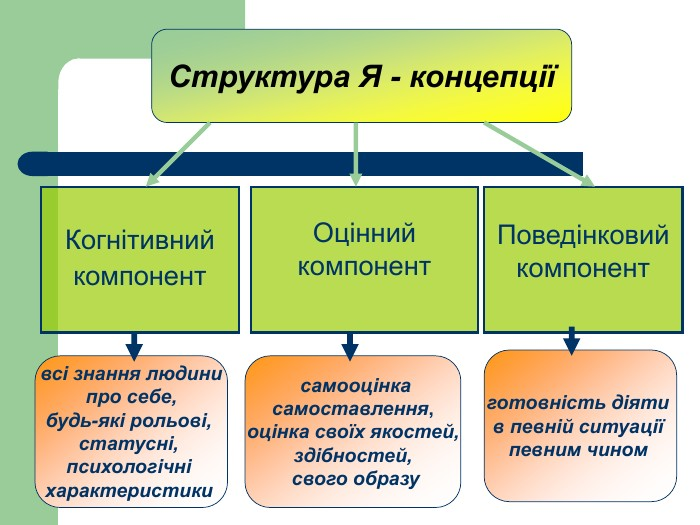 Структура Я - концепції
Когнітивний
компонент
Оцінний
компонент
Поведінковий
компонент
всі знання людини
про себе,
будь-які рольові,
статусні,
психологічні
характеристики
самооцінка
самоставлення,
оцінка своїх якостей,
здібностей,
свого образу
готовність діяти
в певній ситуації
певним чином